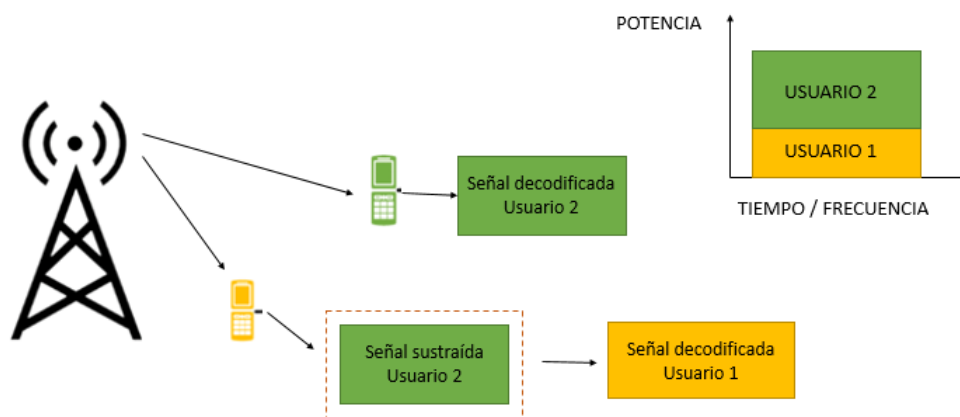 POTENCIA
USUARIO 2
USUARIO 1
TIEMPO / FRECUENCIA
Señal decodificada
Usuario 2
Señal sustraída
Usuario 2
Señal decodificada
Usuario 1